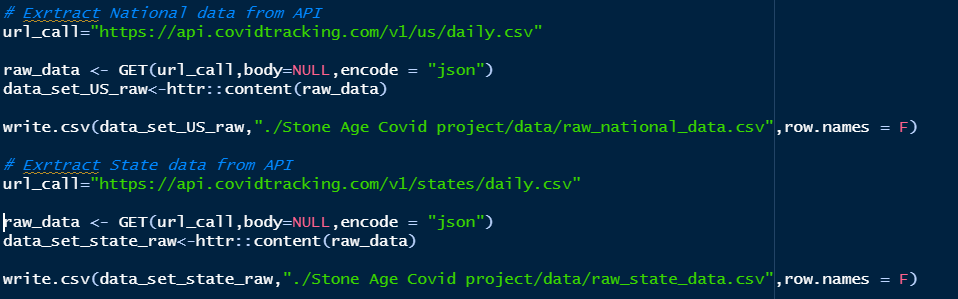 # Exrtract National data from API
url_call="https://api.covidtracking.com/v1/us/daily.csv"
raw_data <- GET(url_call,body=NULL,encode = "json")
data_set_US_raw<-httr::content(raw_data)
write.csv(data_set_US_raw,"./Stone Age Covid project/data/raw_national_data.csv",row.names = F)
# Exrtract State data from API
url_call="https://api.covidtracking.com/v1/states/daily.csv"
raw_data <- GET(url_call,body=NULL,encode = "json")
data_set_state_raw<-httr::content(raw_data)
write.csv(data_set_state_raw,"./Stone Age Covid project/data/raw_state_data.csv",row.names = F)